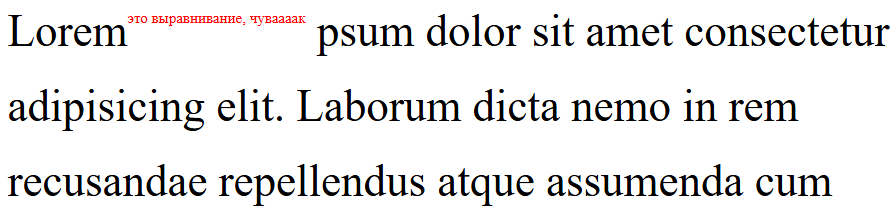 Lorem это выравнивание, чуваааак psum dolor sit amet consectetur
adipisicing elit. Laborum dicta nemo in rem
recusandae repellendus atque assumenda cum